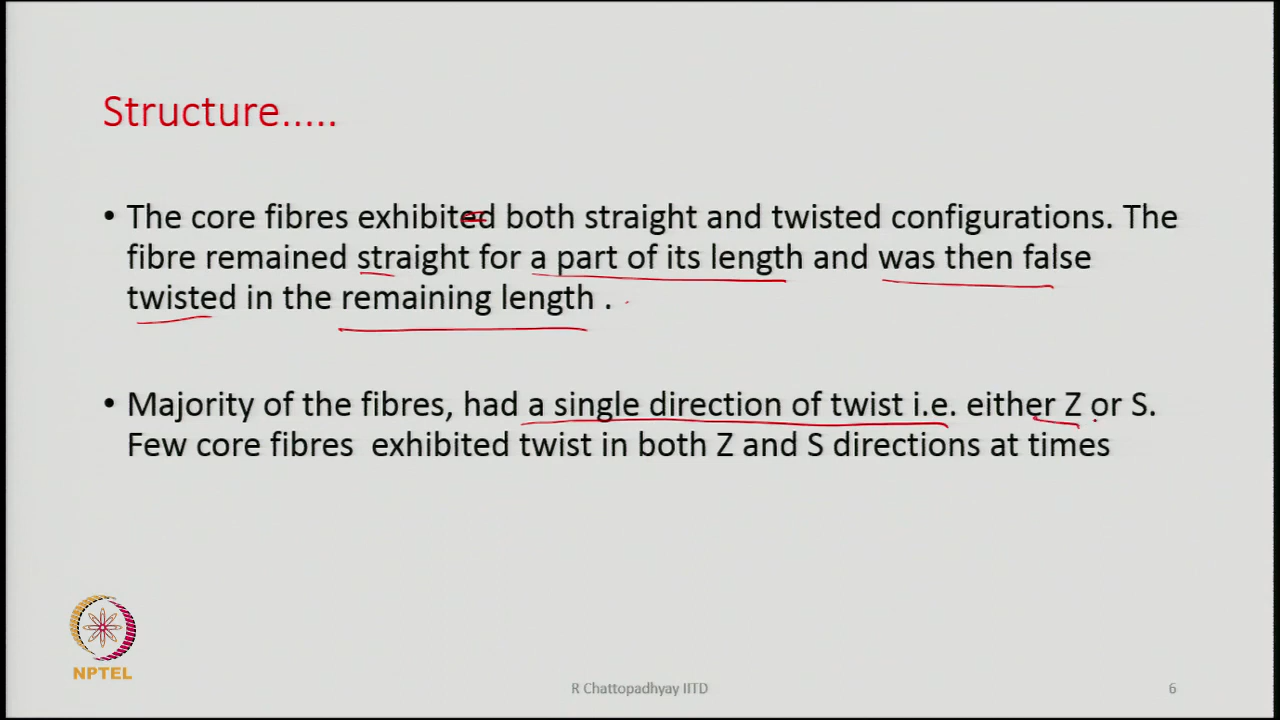 Structure.....
• The core fibres exhibited both straight and twisted configurations. The
fibre remained straight for a part of its length and was then false
twisted in the remaining length .
• Majority of the fibres, had a single direction of twist i.e. either Z or S.
Few core fibres exhibited twist in both Z and S directions at times
NPTEL
R Chattopadhyay IITD
6